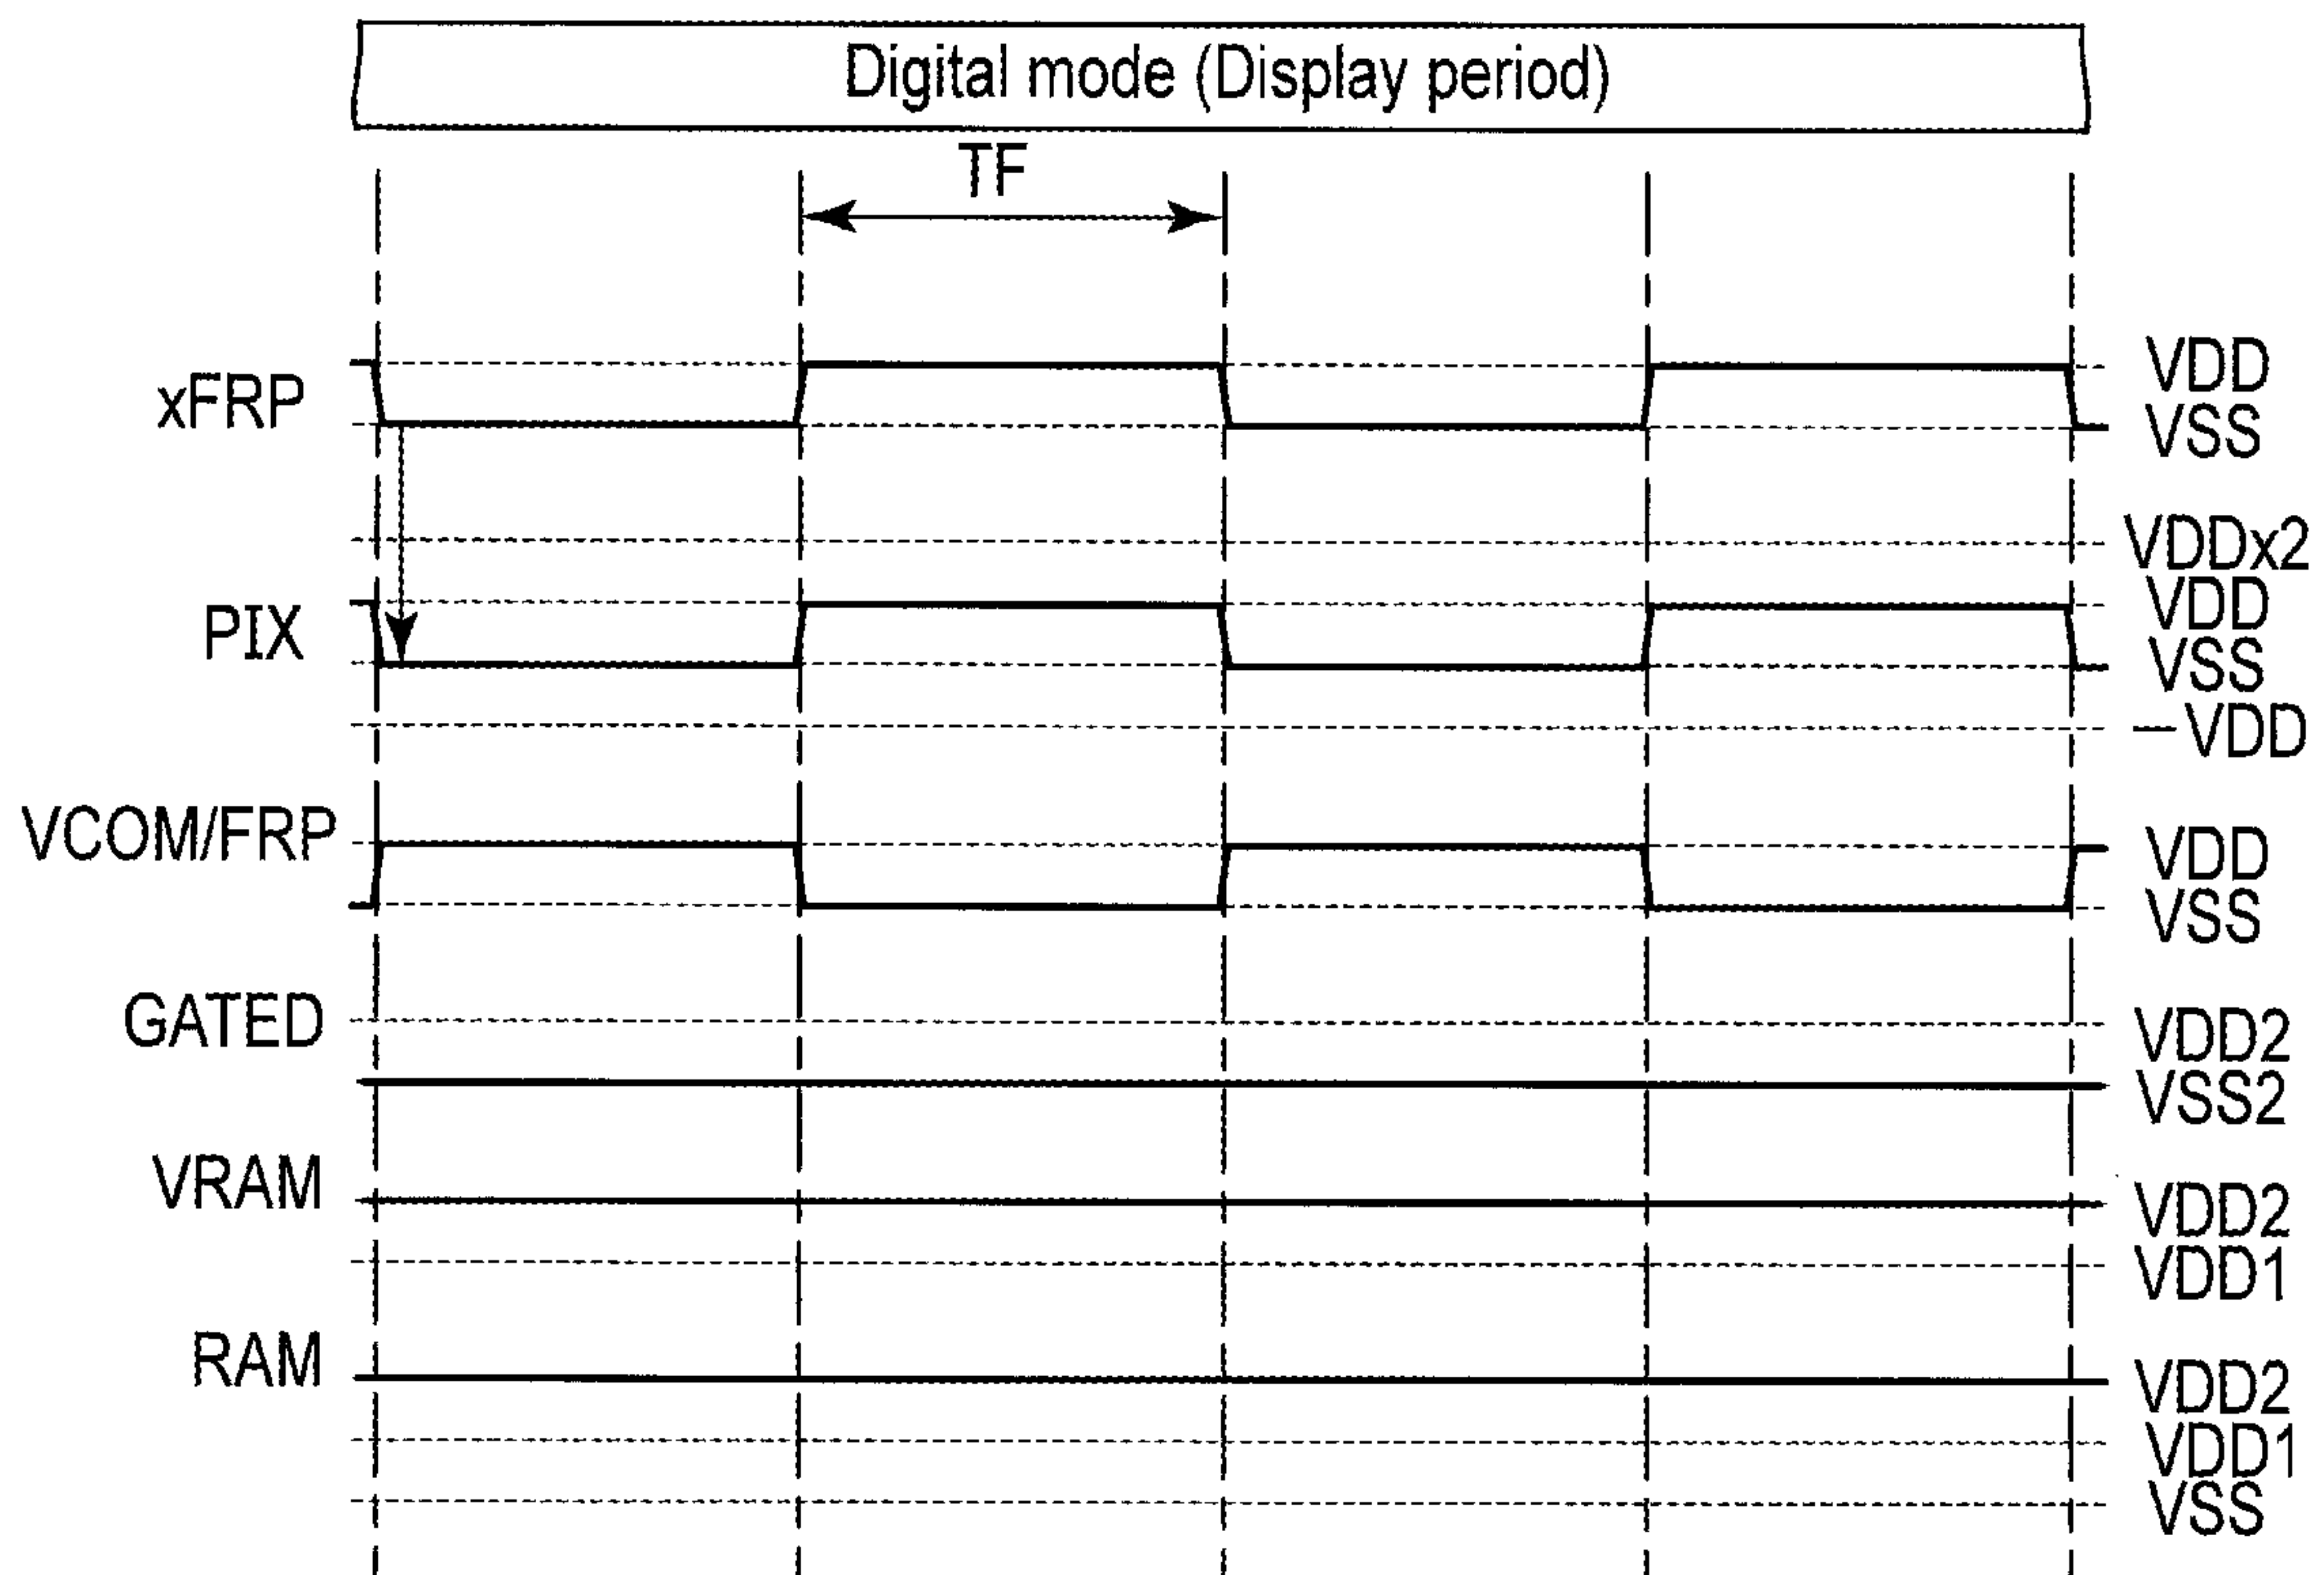 Digital mode (Display period)
TF
xFRP
VDD
VSS
VDDx2
PIX
VDD
VSS
−VDD
VCOM/FRP
VDD
VSS
GATED
VDD2
VSS2
VRAM
VDD2
VDD1
RAM
VDD2
VDD1
VSS